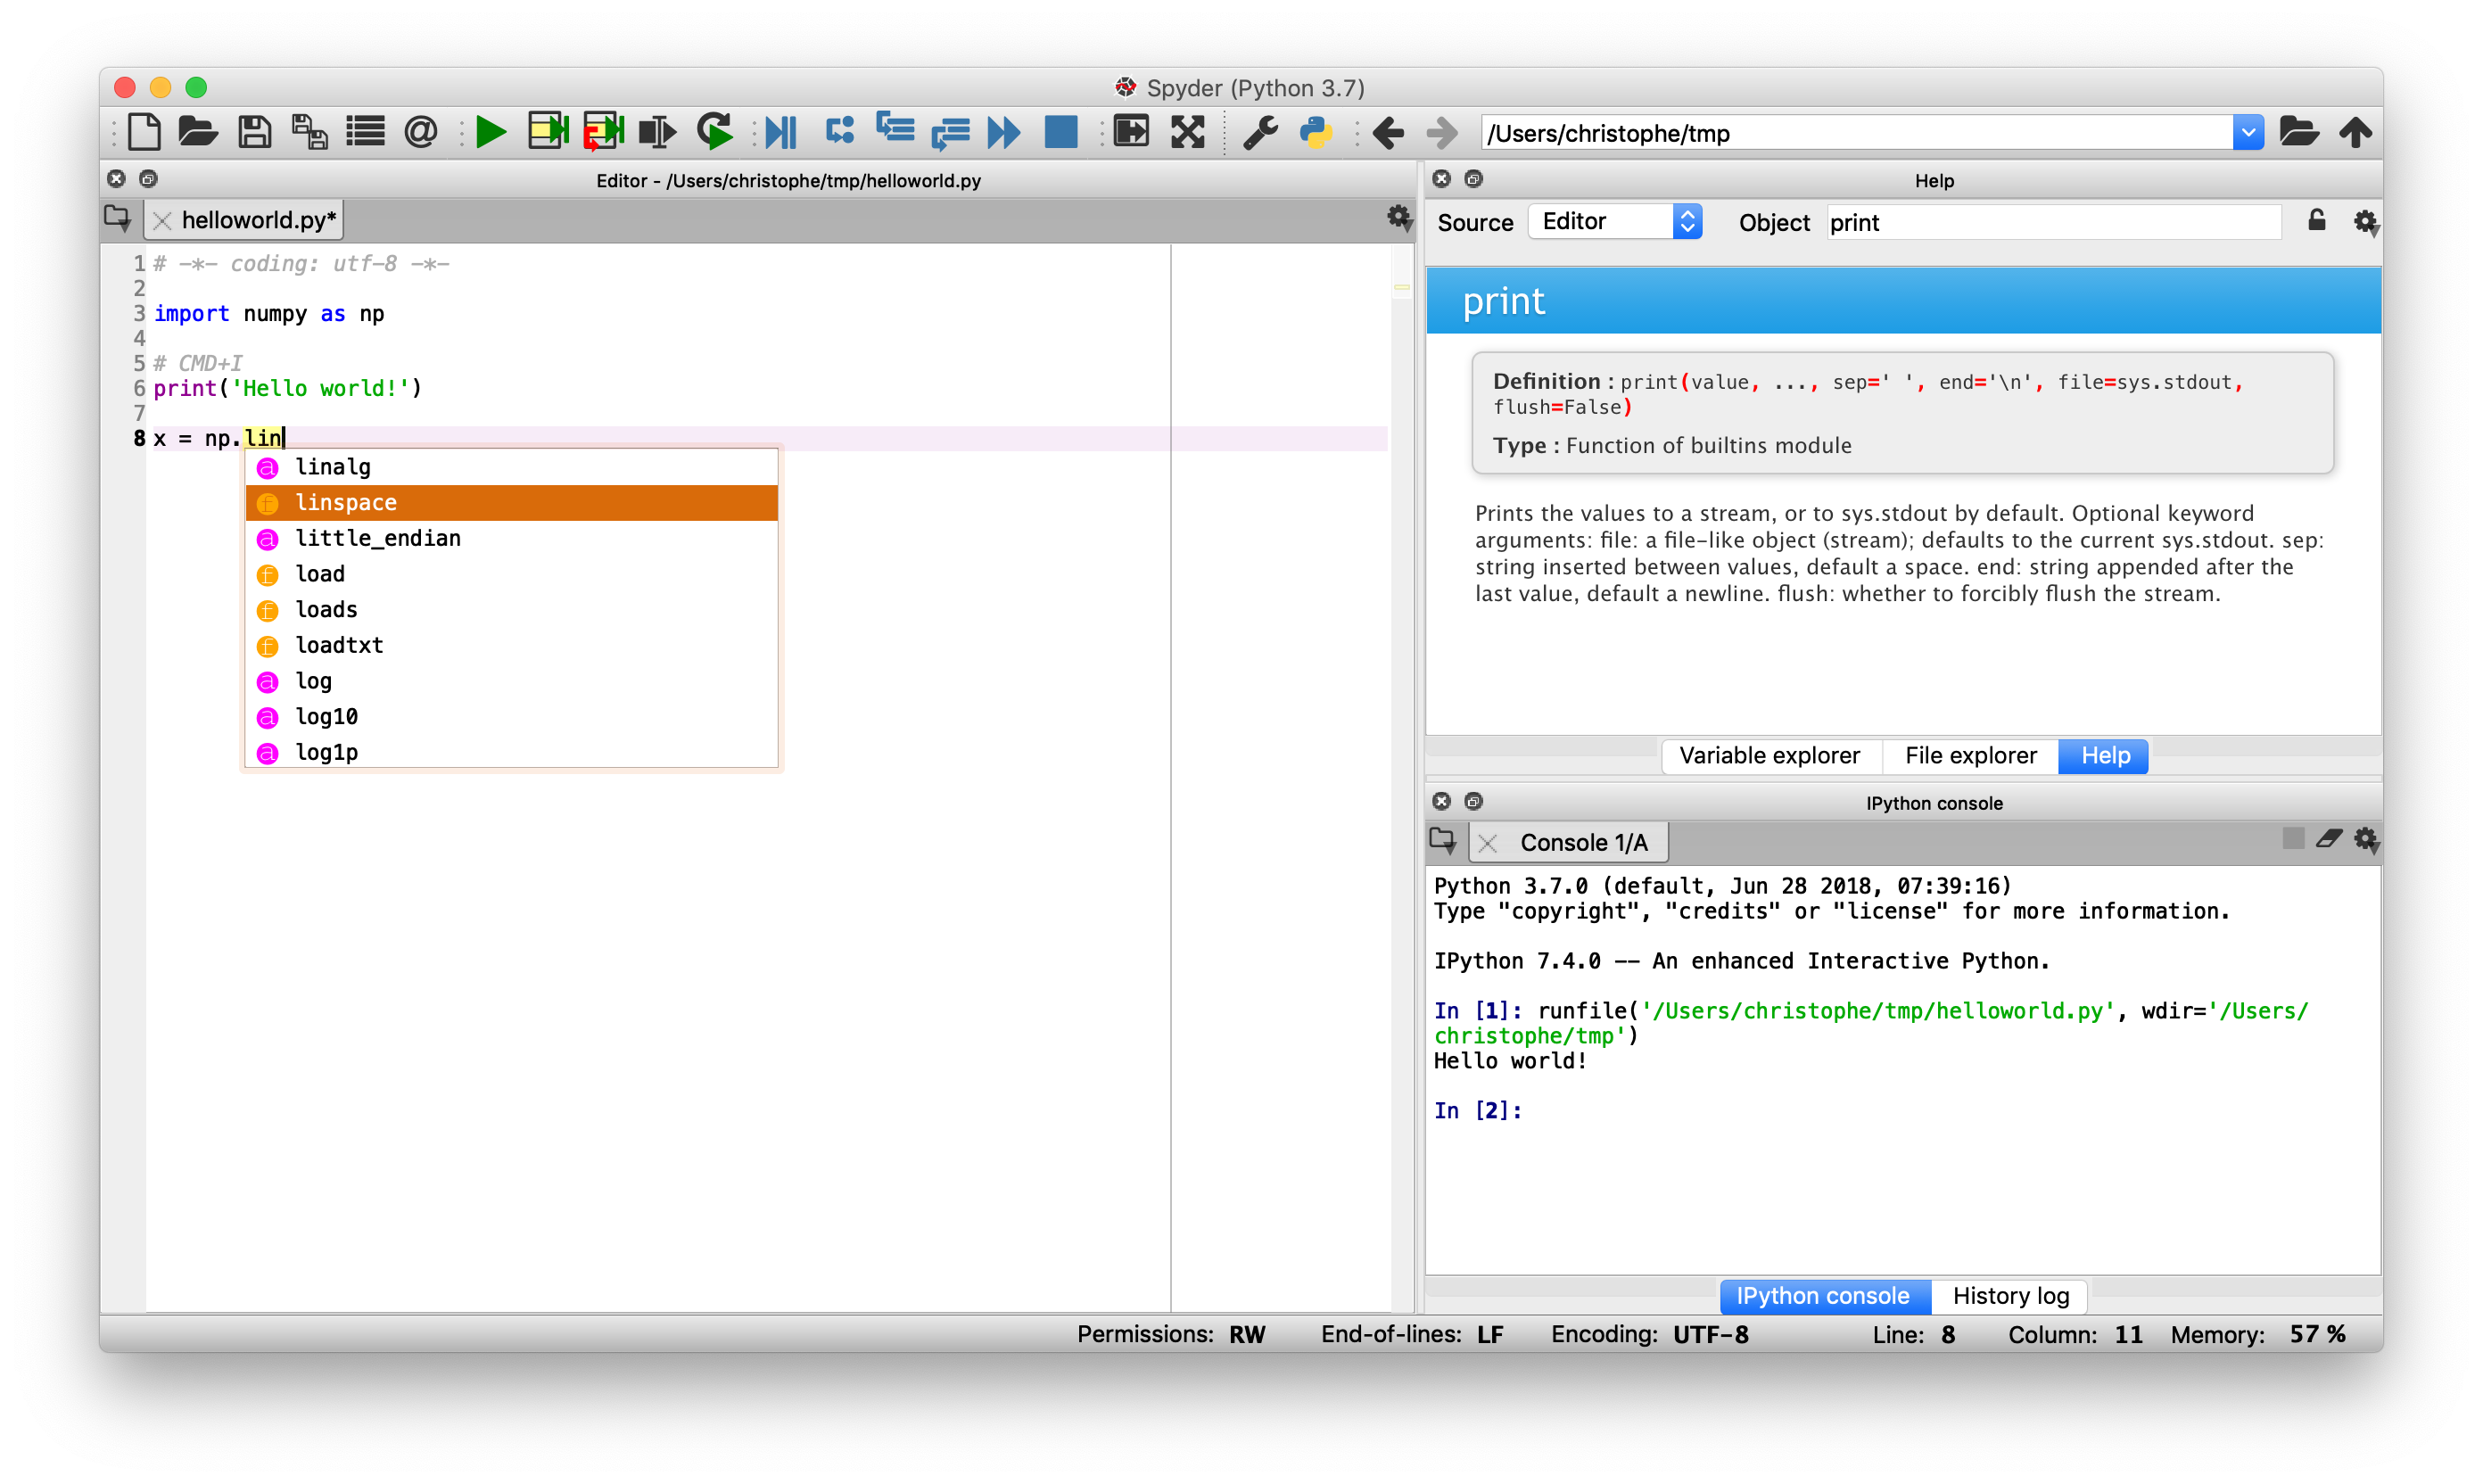 Spyder (Python 3.7)
/Users/christophe/tmp
Editor - /Users/christophe/tmp/helloworld.py
helloworld.py*
1 # -*- coding: utf-8 -*-
2
3 import numpy as np
4
5 # CMD+I
6 print('Hello world!')
7
8 x = np.lin
linalg
linspace
little_endian
load
loads
loadtxt
log
log10
log1p
Help
Source Editor Object print
print
Definition : print(value, ..., sep=' ', end='\n', file=sys.stdout,
flush=False)
Type : Function of builtins module
Prints the values to a stream, or to sys.stdout by default. Optional keyword
arguments: file: a file-like object (stream); defaults to the current sys.stdout. sep:
string inserted between values, default a space. end: string appended after the
last value, default a newline. flush: whether to forcibly flush the stream.
Variable explorer File explorer Help
IPython console
Console 1/A
Python 3.7.0 (default, Jun 28 2018, 07:39:16)
Type "copyright", "credits" or "license" for more information.
IPython 7.4.0 -- An enhanced Interactive Python.
In [1]: runfile('/Users/christophe/tmp/helloworld.py', wdir='/Users/
christophe/tmp')
Hello world!
In [2]:
IPython console History log
Permissions: RW End-of-lines: LF Encoding: UTF-8 Line: 8 Column: 11 Memory: 57 %